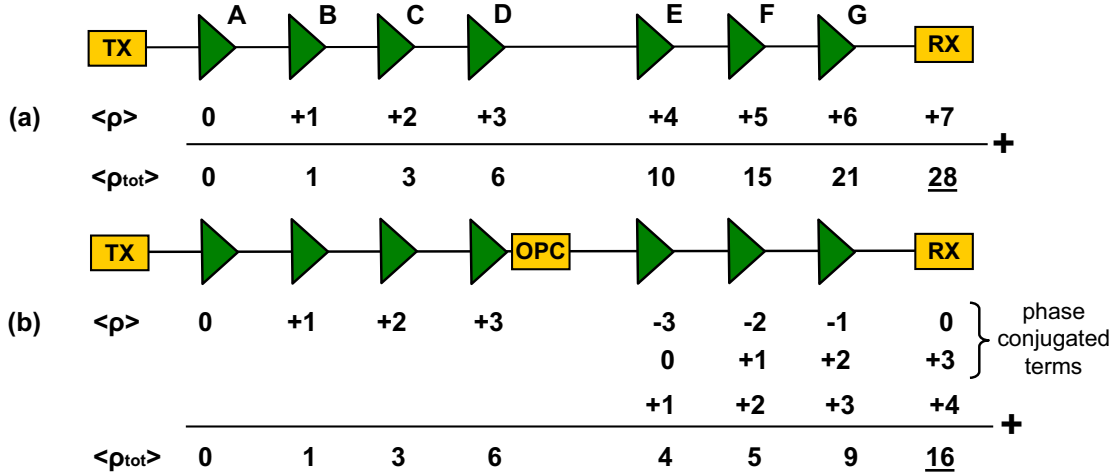 A B C D E F G
TX RX
(a) <ρ> 0 +1 +2 +3 +4 +5 +6 +7
+
<ρtot> 0 1 3 6 10 15 21 28
TX OPC RX
(b) <ρ> 0 +1 +2 +3 -3 -2 -1 0
0 +1 +2 +3
phase
conjugated
terms
+1 +2 +3 +4
+
<ρtot> 0 1 3 6 4 5 9 16